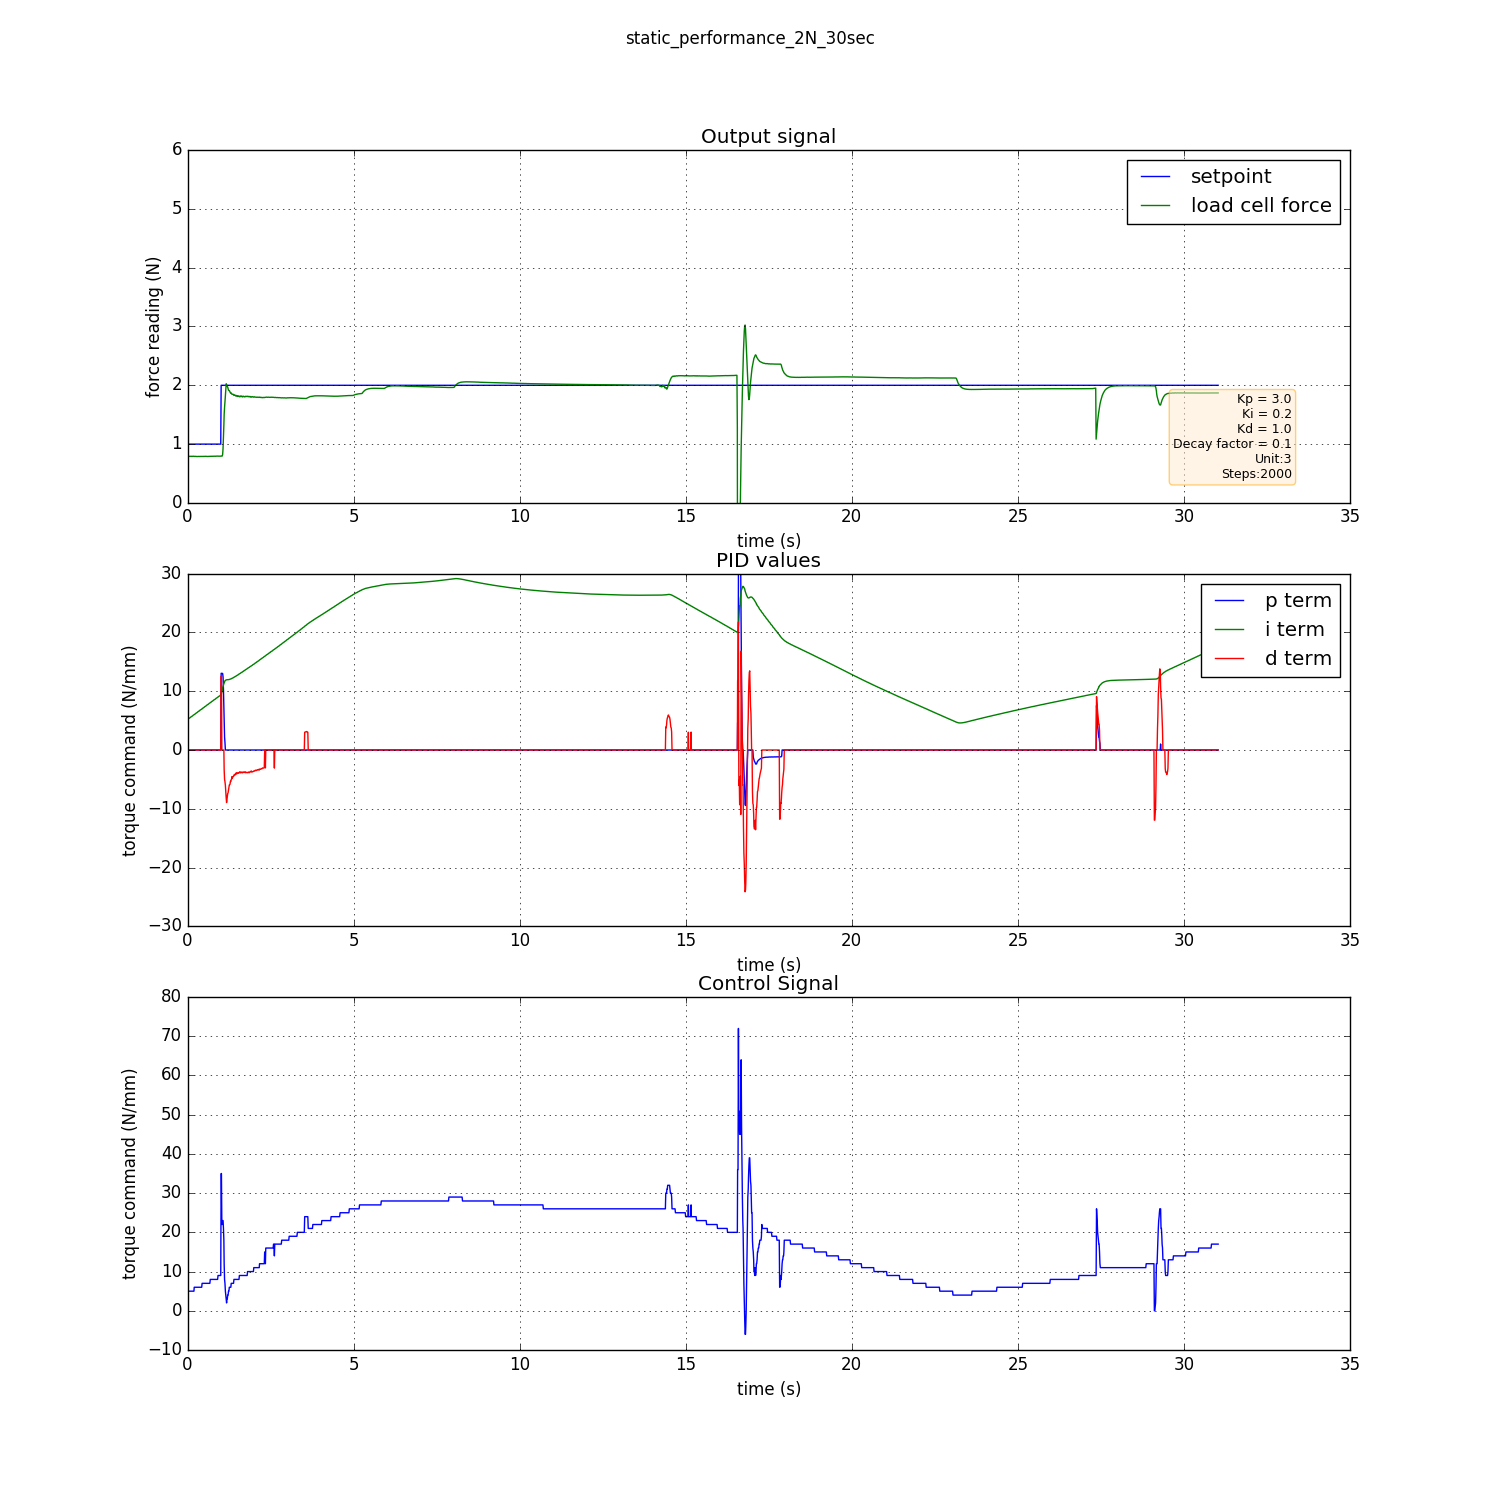 static_performance_2N_30sec
Output signal
6
5
4
3
2
1
0
force reading (N)
setpoint
load cell force
Kp = 3.0
Ki = 0.2
Kd = 1.0
Decay factor = 0.1
Unit:3
Steps:2000
0 5 10 15 20 25 30 35
time (s)
PID values
30
20
10
0
−10
−20
−30
torque command (N/mm)
p term
i term
d term
0 5 10 15 20 25 30 35
time (s)
Control Signal
80
70
60
50
40
30
20
10
0
−10
torque command (N/mm)
0 5 10 15 20 25 30 35
time (s)